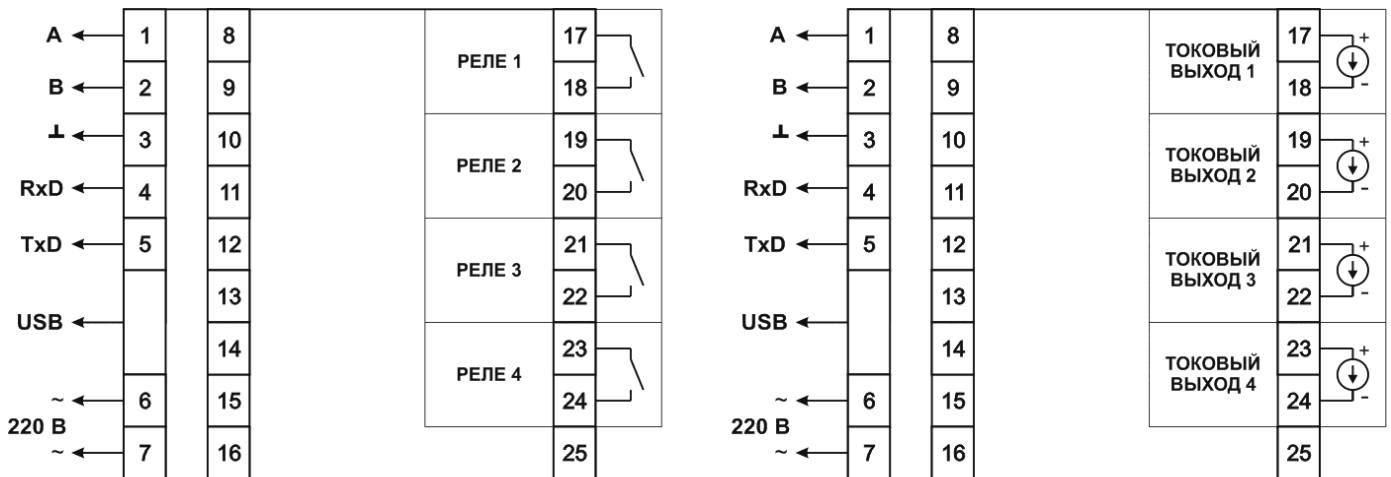 A 1 8 РЕЛЕ 1 17
18
B 2 9
⊥ 3 10 РЕЛЕ 2 19
RxD 4 11 20
TxD 5 12 РЕЛЕ 3 21
13 22
USB
14 РЕЛЕ 4 23
~ 6 15 24
220 В
~ 7 16 25
A 1 8 ТОКОВЫЙ 17 +
ВЫХОД 1
B 2 9 18 -
⊥ 3 10 ТОКОВЫЙ 19 +
ВЫХОД 2
RxD 4 11 20 -
TxD 5 12 ТОКОВЫЙ 21 +
ВЫХОД 3
13 22 -
USB
14 ТОКОВЫЙ 23 +
ВЫХОД 4
~ 6 15 24 -
220 В
~ 7 16 25